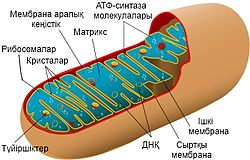 АТФ-синтаза
молекулалары
Мембрана аралық
кеңістік
Матрикс
Рибосомалар
Кристалар
Түйіршіктер
ДНҚ
Ішкі
мембрана
Сыртқы
мембрана